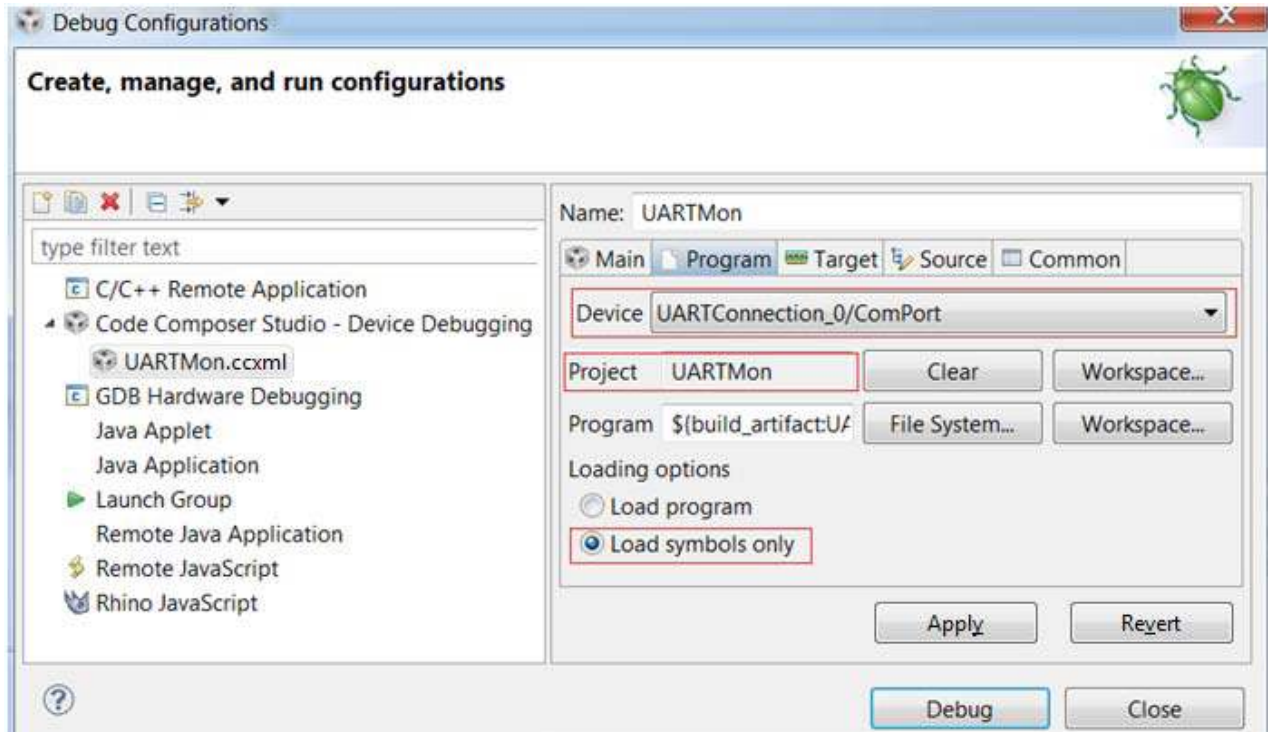 Debug Configurations
Create, manage, and run configurations
type filter text
C/C++ Remote Application
Code Composer Studio - Device Debugging
UARTMon.ccxml
GDB Hardware Debugging
Java Applet
Java Application
Launch Group
Remote Java Application
Remote JavaScript
Rhino JavaScript
Name: UARTMon
Main Program Target Source Common
Device UARTConnection_0/ComPort
Project UARTMon Clear Workspace...
Program ${build_artifact:UA File System... Workspace...
Loading options
Load program
Load symbols only
Apply Revert
Debug Close